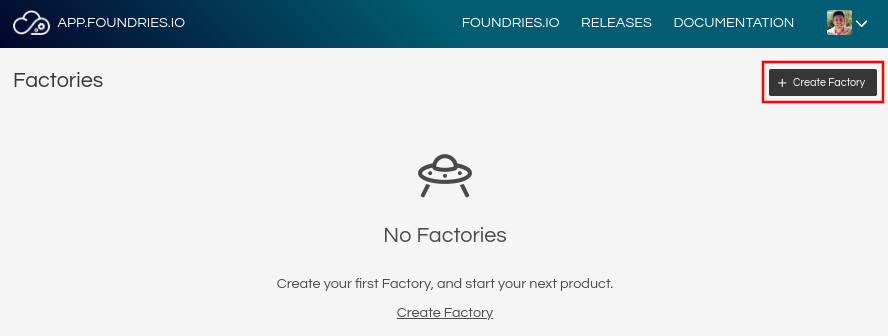 APP.FOUNDRIES.IO FOUNDRIES.IO RELEASES DOCUMENTATION
Factories
+ Create Factory
No Factories
Create your first Factory, and start your next product.
Create Factory